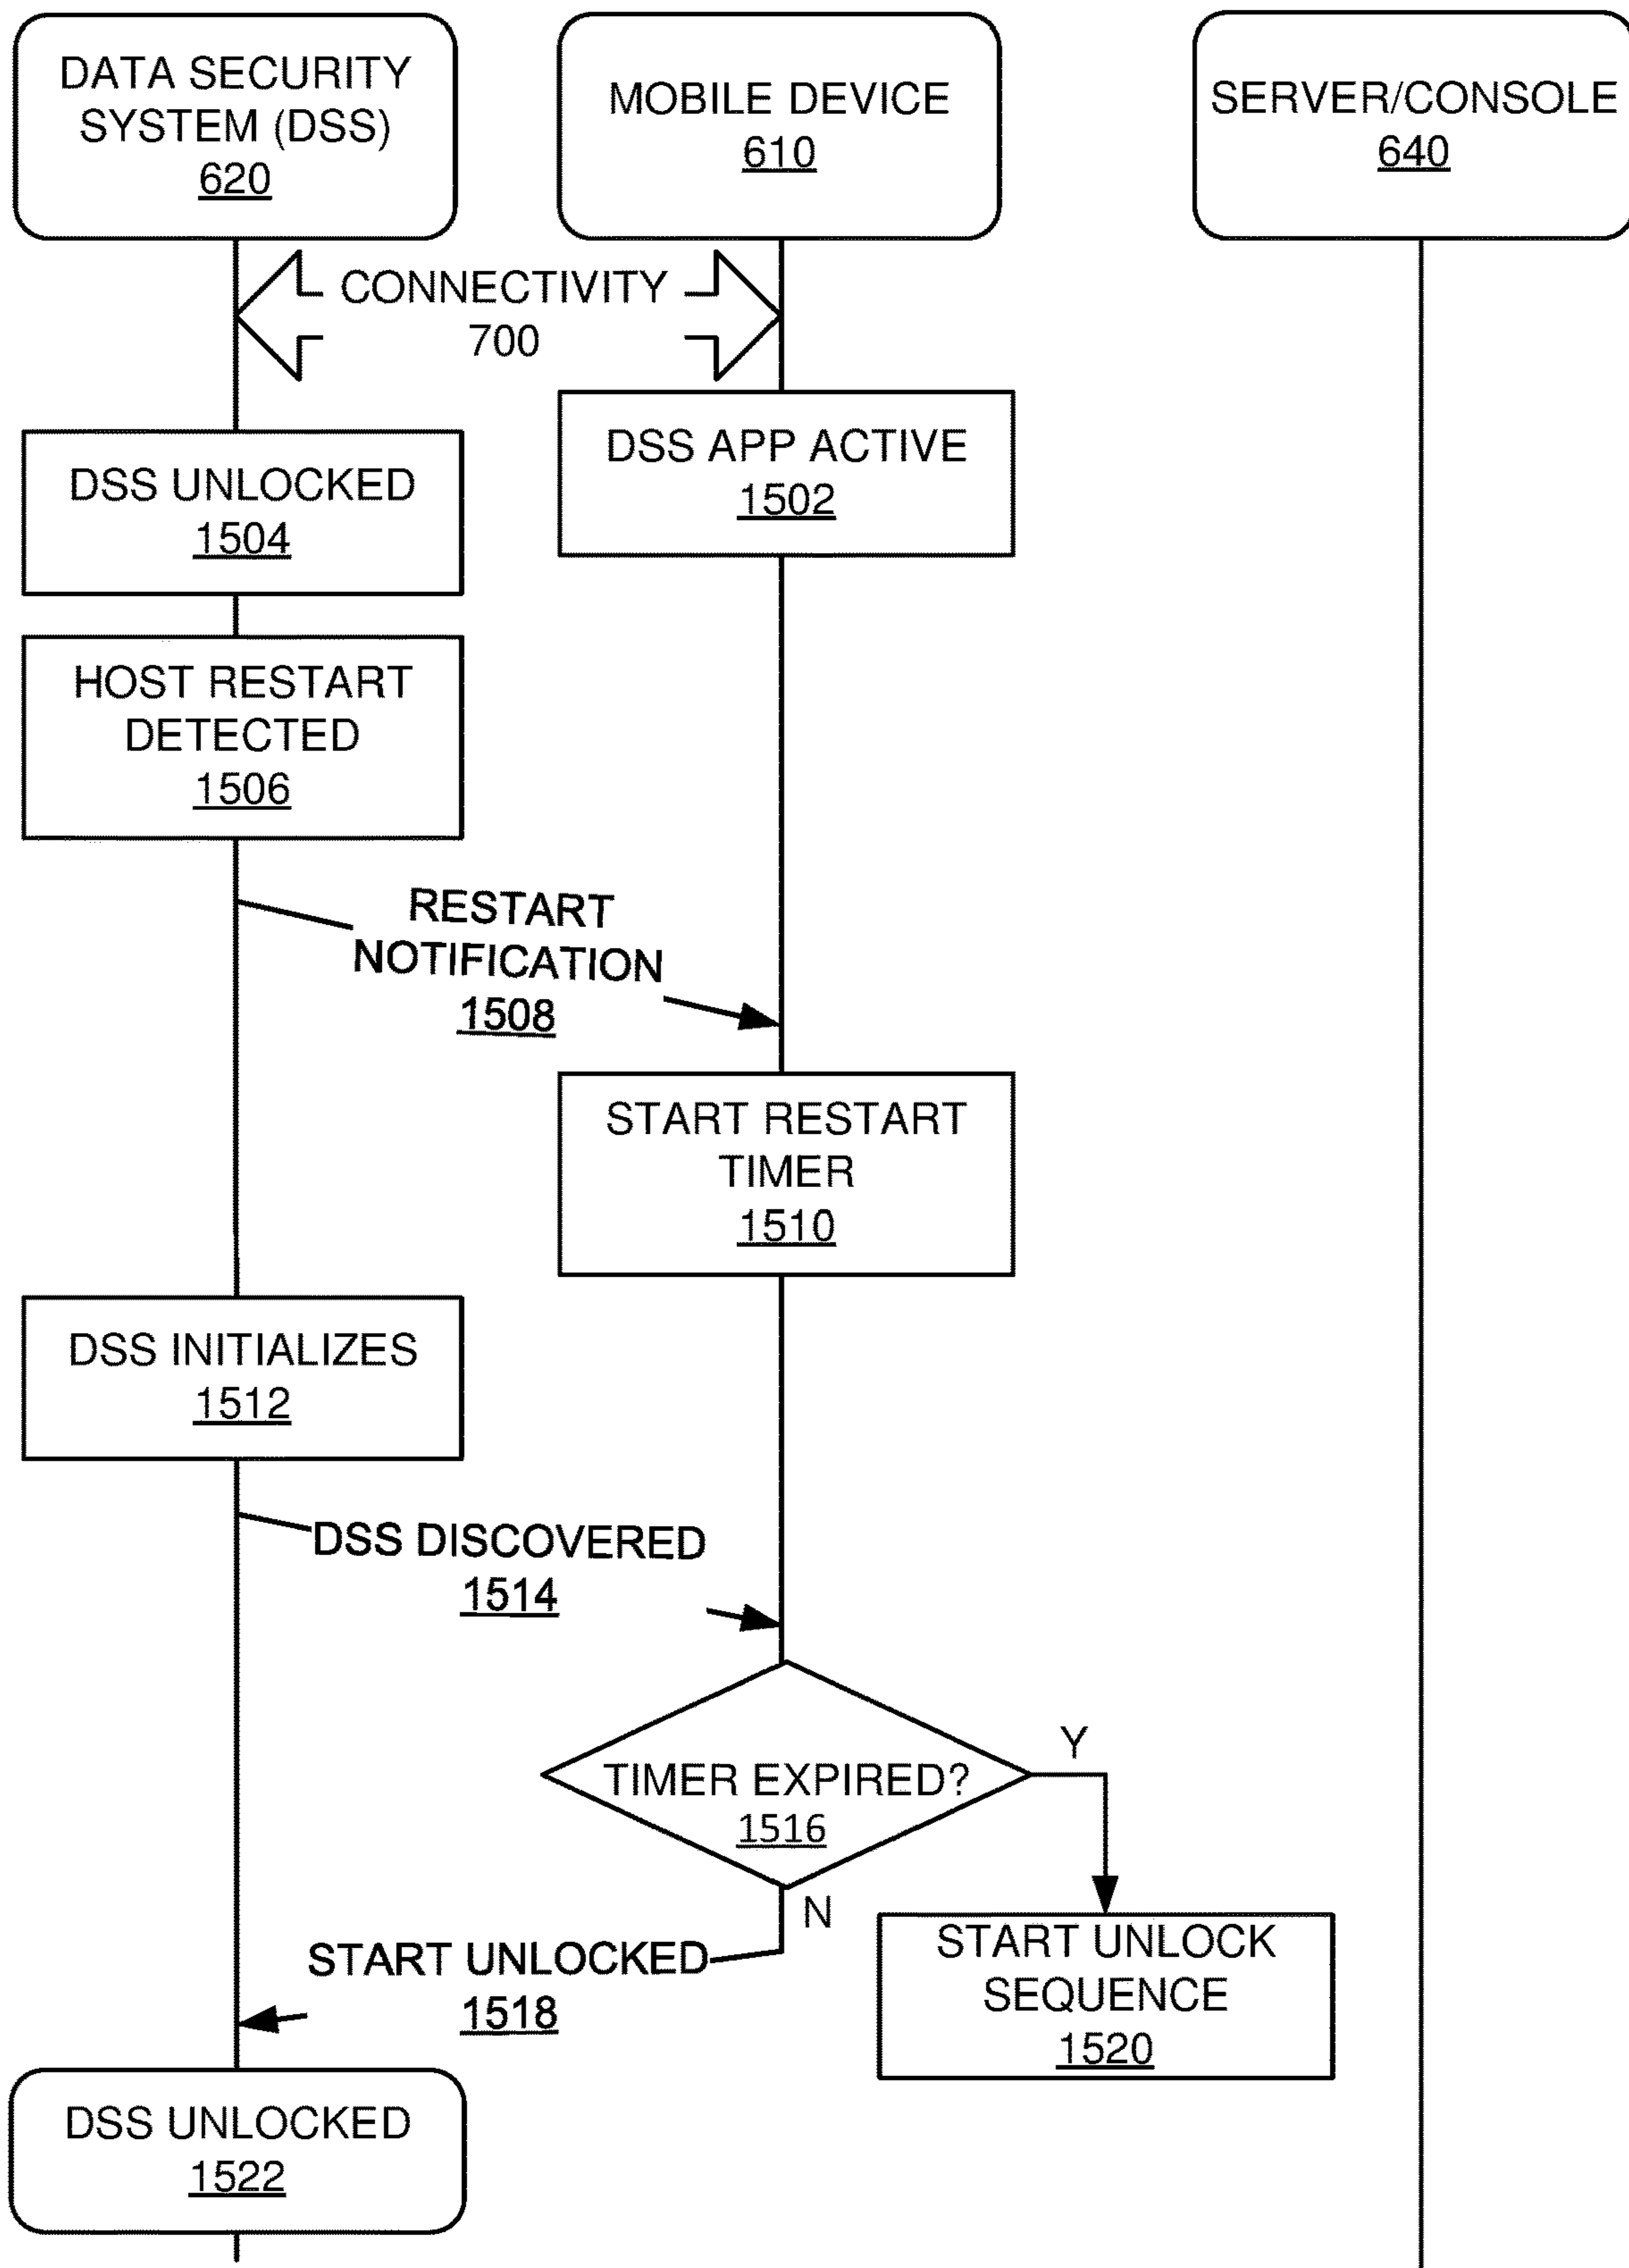 DATA SECURITY
SYSTEM (DSS)
620
MOBILE DEVICE
610
SERVER/CONSOLE
640
CONNECTIVITY
700
DSS APP ACTIVE
1502
DSS UNLOCKED
1504
HOST RESTART
DETECTED
1506
RESTART
NOTIFICATION
1508
START RESTART
TIMER
1510
DSS INITIALIZES
1512
DSS DISCOVERED
1514
TIMER EXPIRED?
1516
Y
N
START UNLOCKED
1518
START UNLOCK
SEQUENCE
1520
DSS UNLOCKED
1522